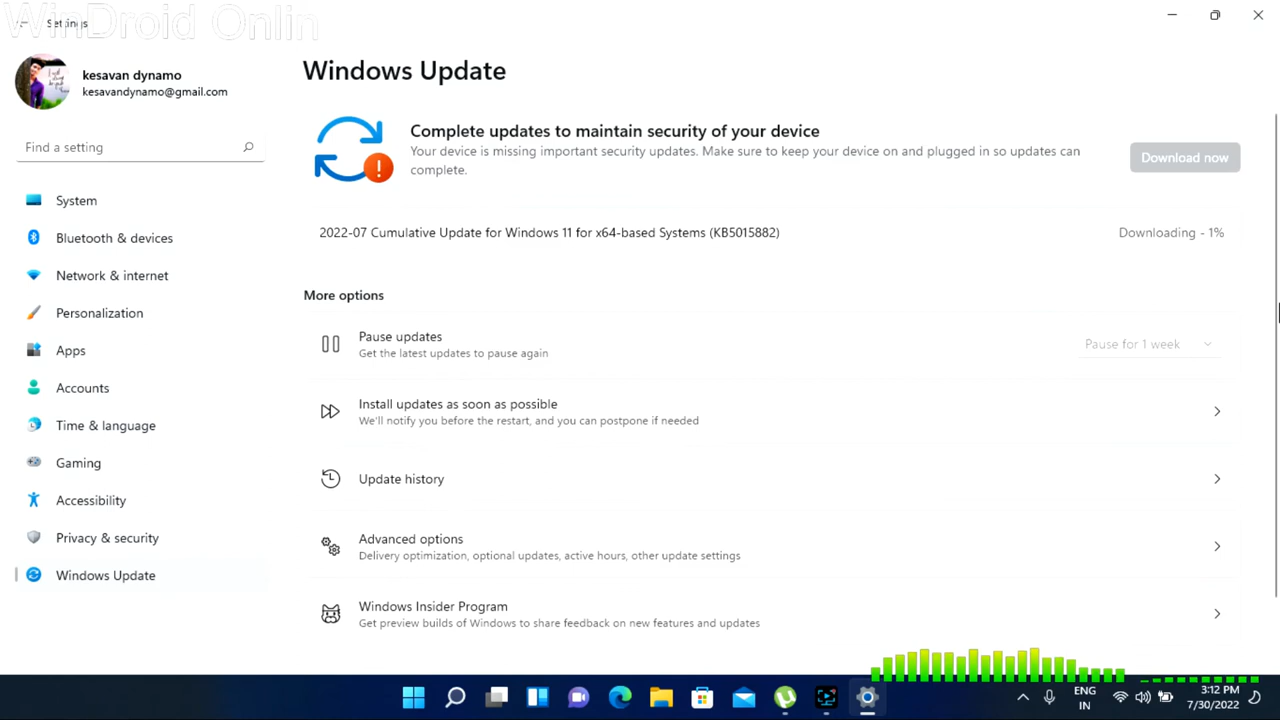 WinDroid Onlin
Settings
kesavan dynamo
kesavandynamo@gmail.com
Find a setting
System
Bluetooth & devices
Network & internet
Personalization
Apps
Accounts
Time & language
Gaming
Accessibility
Privacy & security
Windows Update
Windows Update
Complete updates to maintain security of your device
Your device is missing important security updates. Make sure to keep your device on and plugged in so updates can
complete.
Download now
2022-07 Cumulative Update for Windows 11 for x64-based Systems (KB5015882)
Downloading - 1%
More options
Pause updates
Get the latest updates to pause again
Pause for 1 week
Install updates as soon as possible
We'll notify you before the restart, and you can postpone if needed
Update history
Advanced options
Delivery optimization, optional updates, active hours, other update settings
Windows Insider Program
Get preview builds of Windows to share feedback on new features and updates
ENG
IN
3:12 PM
7/30/2022